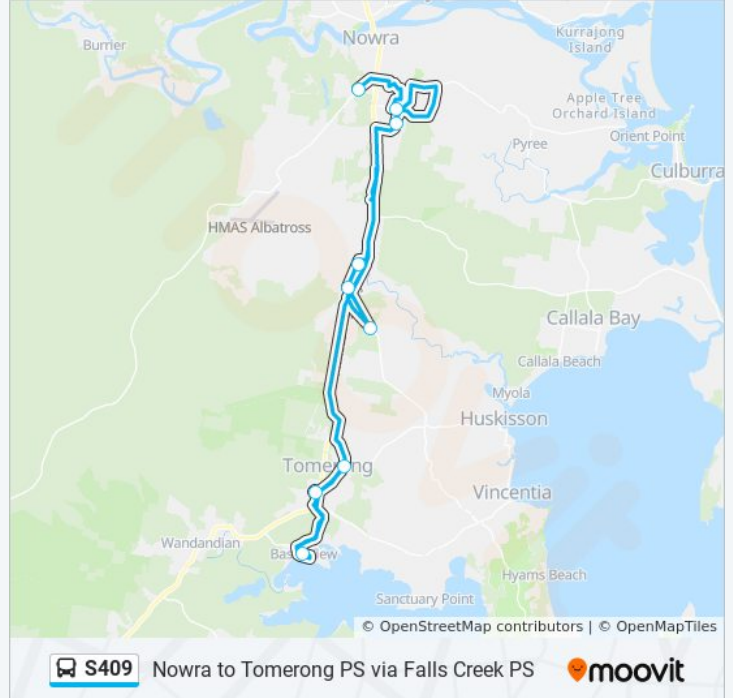 Nowra
Burrier
Kurrajong
Island
Apple Tree
Orchard Island
Orient Point
Pyree
Culburra
HMAS Albatross
Callala Bay
Callala Beach
Myola
Huskisson
Tomerong
Vincentia
Wandandian
Basin View
Hyams Beach
Sanctuary Point
© OpenStreetMap contributors | © OpenMapTiles
S409 Nowra to Tomerong PS via Falls Creek PS moovit